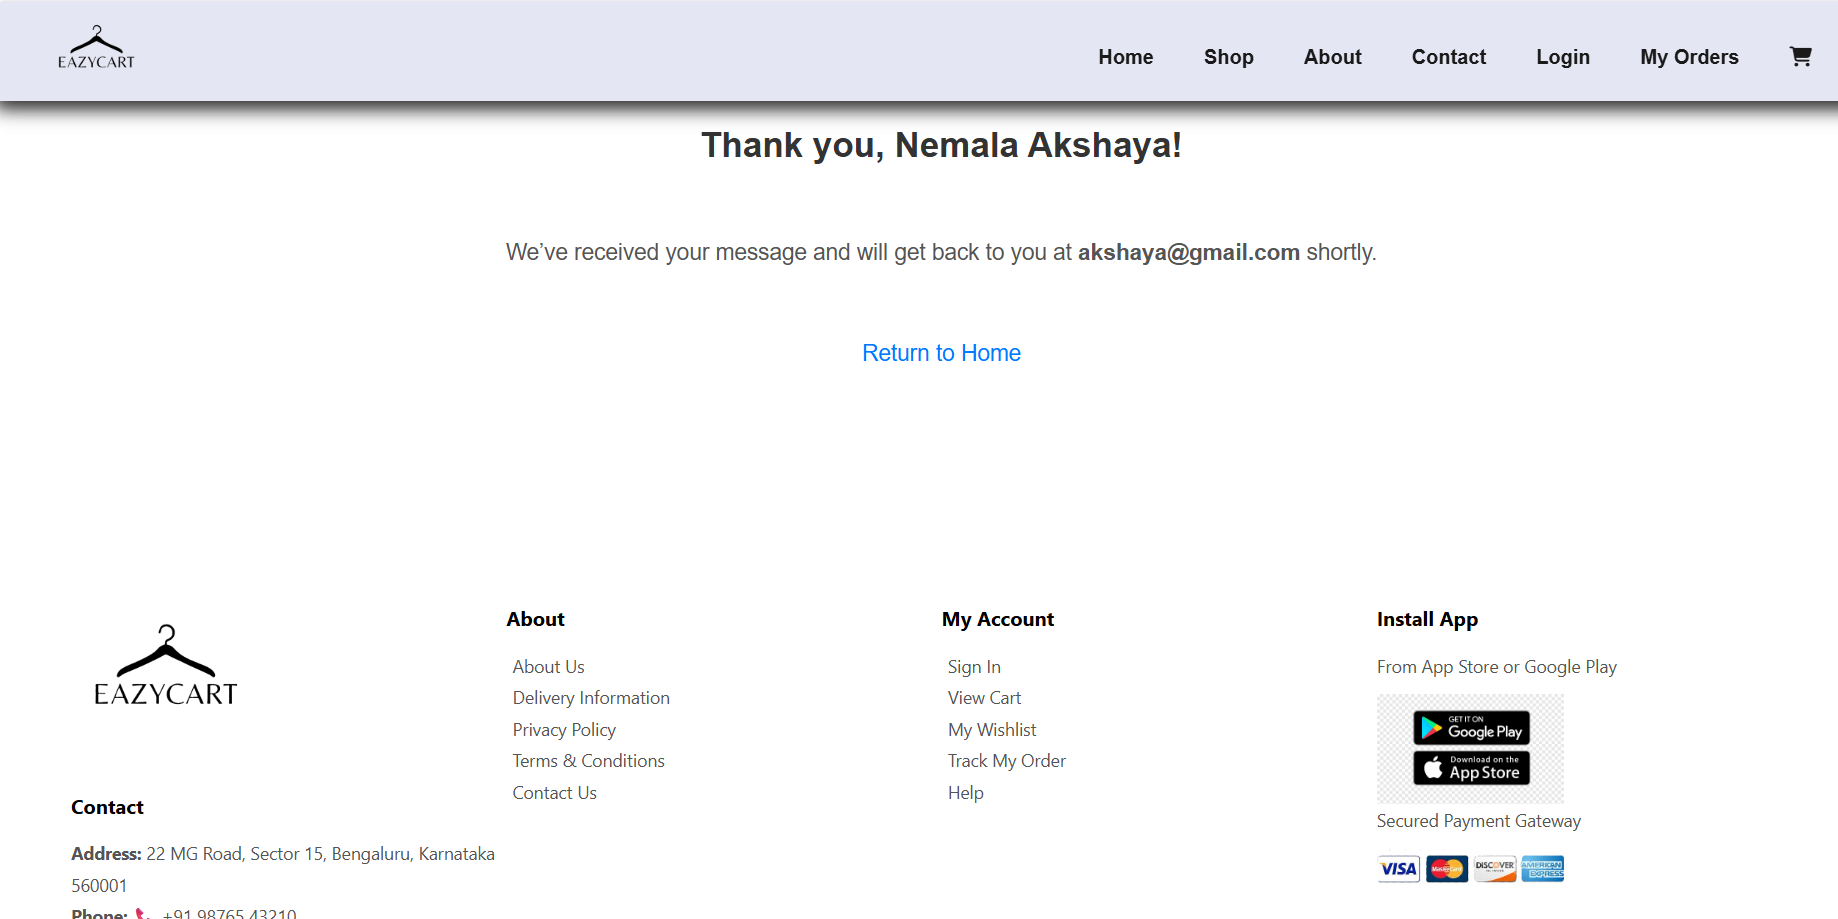 EAZYCART
Home Shop About Contact Login My Orders
Thank you, Nemala Akshaya!
We’ve received your message and will get back to you at akshaya@gmail.com shortly.
Return to Home
EAZYCART
Contact
Address: 22 MG Road, Sector 15, Bengaluru, Karnataka
560001
Phone: +91 98765 43210
About
About Us
Delivery Information
Privacy Policy
Terms & Conditions
Contact Us
My Account
Sign In
View Cart
My Wishlist
Track My Order
Help
Install App
From App Store or Google Play
GET IT ON
Google Play
Download on the
App Store
Secured Payment Gateway
VISA MasterCard DISCOVER AMERICAN EXPRESS